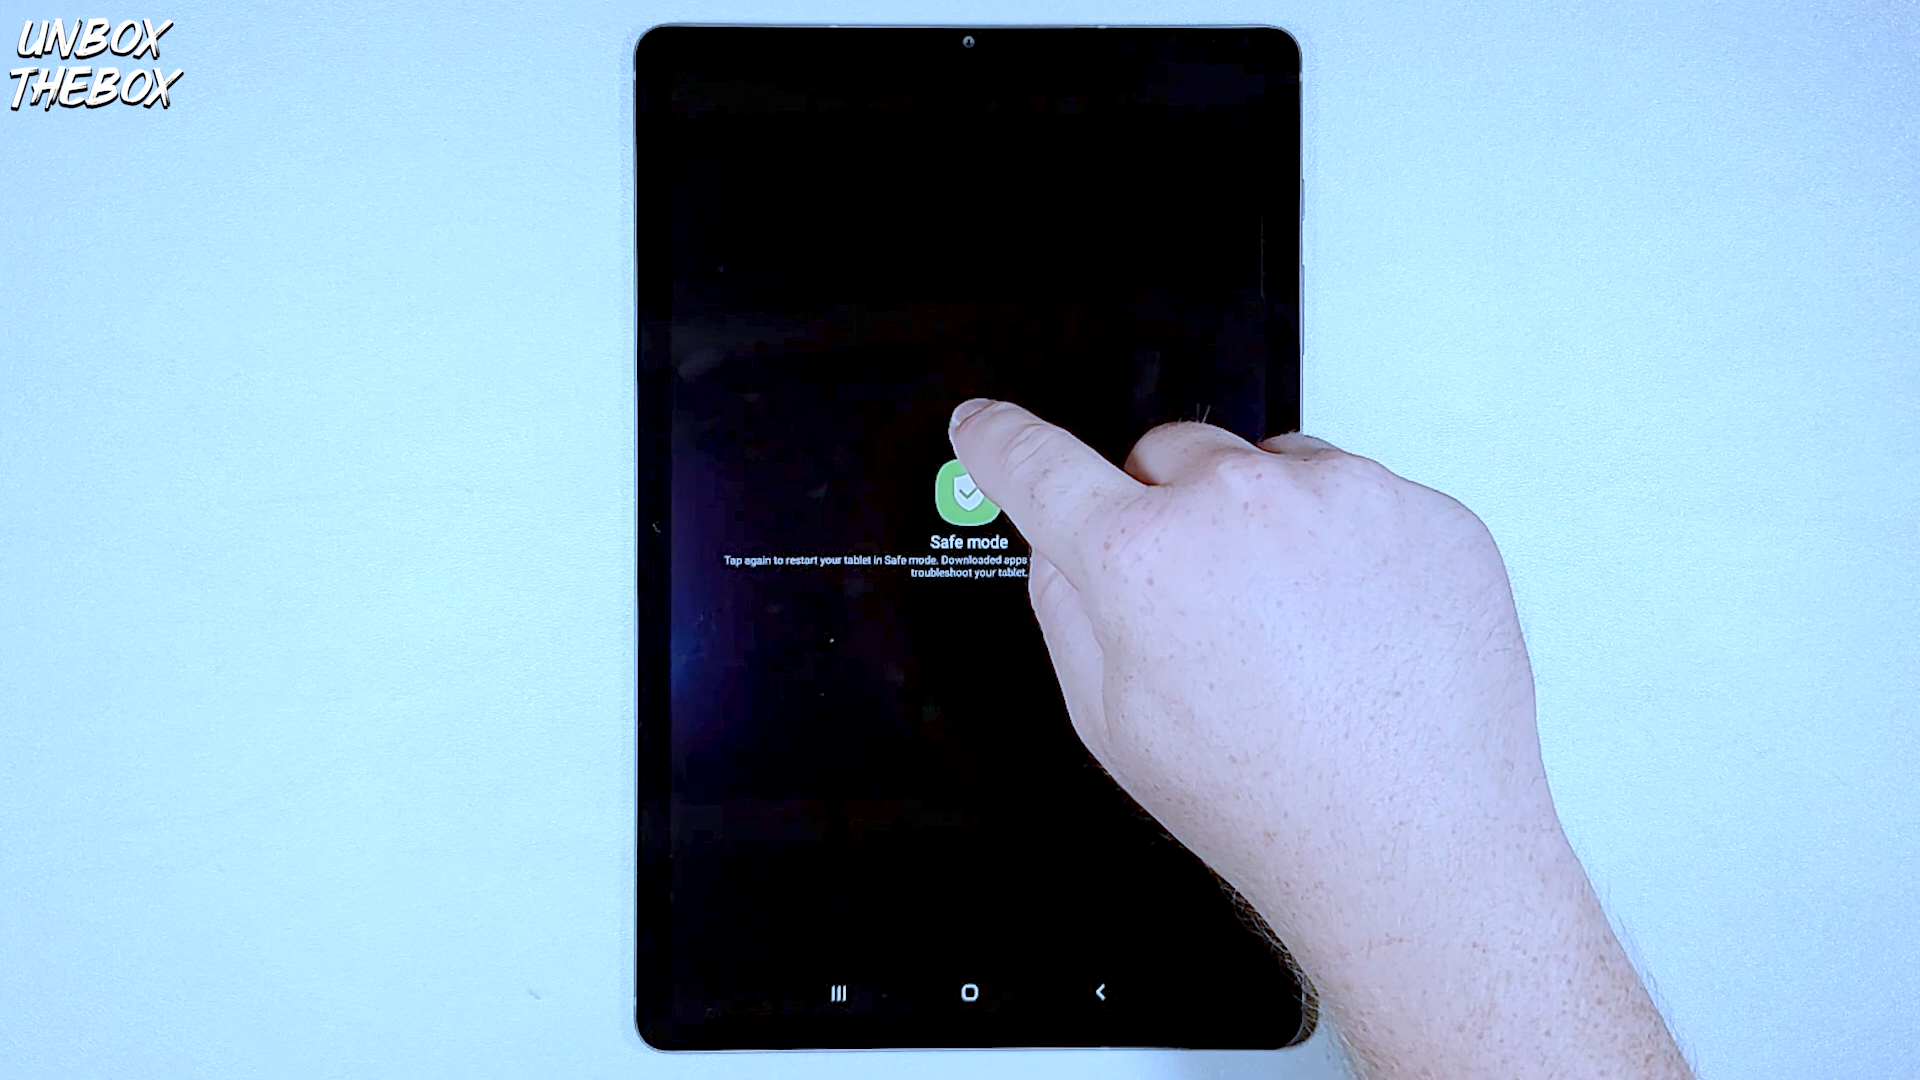 UNBOX
THEBOX
Safe mode
Tap again to restart your tablet in Safe mode. Downloaded apps
troubleshoot your tablet.